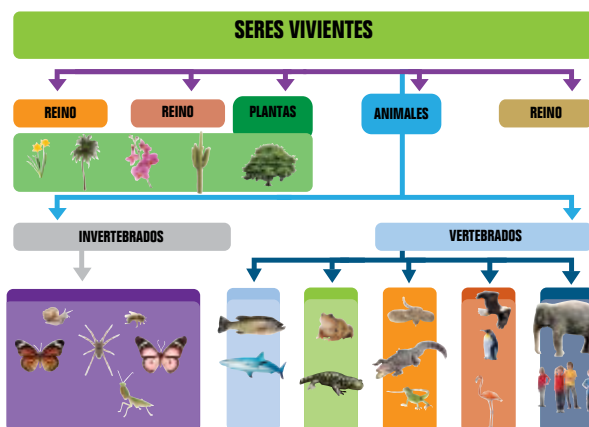 SERES VIVIENTES
REINO
REINO
PLANTAS
ANIMALES
REINO
INVERTEBRADOS
VERTEBRADOS